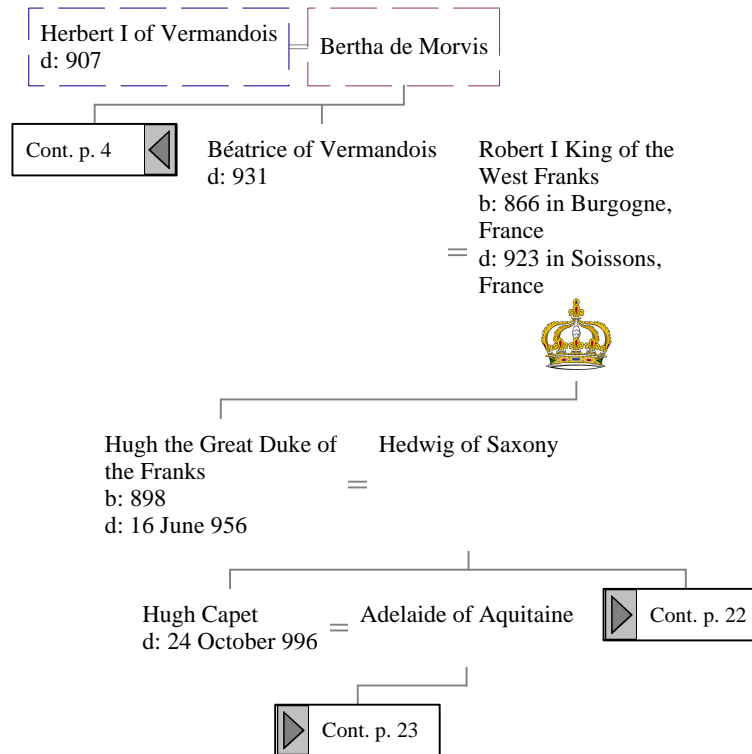 Herbert I of Vermandois
d: 907
Bertha de Morvis
Cont. p. 4
Béatrice of Vermandois
d: 931
Robert I King of the
West Franks
b: 866 in Burgogne,
France
d: 923 in Soissons,
France
Hugh the Great Duke of
the Franks
b: 898
d: 16 June 956
Hedwig of Saxony
Hugh Capet
d: 24 October 996
Adelaide of Aquitaine
Cont. p. 22
Cont. p. 23